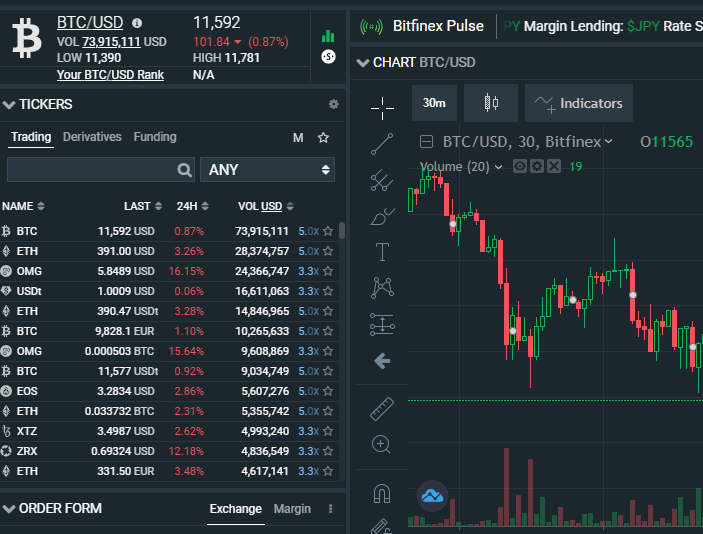 BTC/USD
11,592
VOL 73,915,111 USD
101.84 (0.87%)
LOW 11,390
HIGH 11,781
Your BTC/USD Rank
N/A
Bitfinex Pulse
PY Margin Lending: $JPY Rate S
TICKERS
Trading Derivatives Funding M
ANY
NAME LAST 24H VOL USD
BTC 11,592 USD 0.87% 73,915,111 5.0X
ETH 391.00 USD 3.26% 28,374,757 5.0X
OMG 5.8489 USD 16.15% 24,366,747 3.3X
USDt 1.0009 USD 0.06% 16,611,063 3.3X
ETH 390.47 USDt 3.28% 14,846,965 5.0X
BTC 9,828.1 EUR 1.10% 10,265,633 5.0X
OMG 0.000503 BTC 15.64% 9,608,869 3.3X
BTC 11,577 USDt 0.92% 9,034,749 5.0X
EOS 3.2834 USD 2.86% 5,607,276 5.0X
ETH 0.033732 BTC 2.31% 5,355,742 5.0X
XTZ 3.4987 USD 2.62% 4,993,240 3.3X
ZRX 0.69324 USD 12.18% 4,836,549 3.3X
ETH 331.50 EUR 3.48% 4,617,141 3.3X
ORDER FORM
Exchange Margin
CHART BTC/USD
30m
Indicators
BTC/USD, 30, Bitfinex
O11565
Volume (20)
19
T